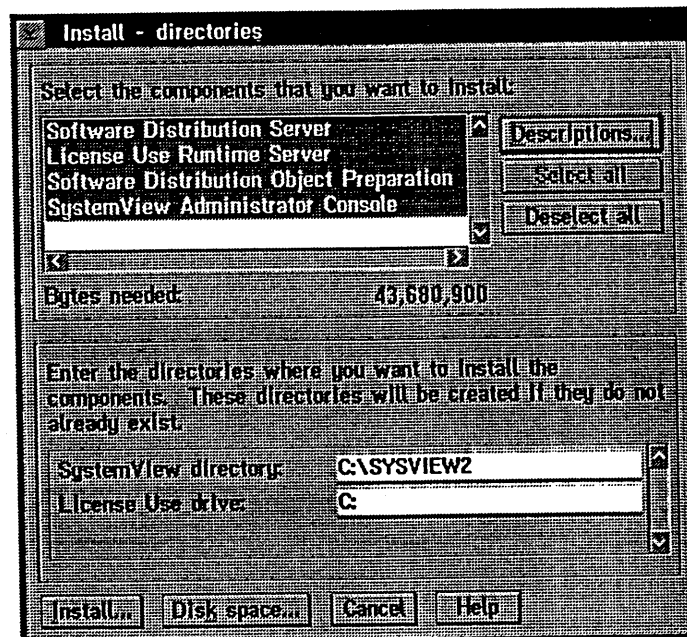 Install - directories
Select the components that you want to install:
Software Distribution Server
License Use Runtime Server
Software Distribution Object Preparation
SystemView Administrator Console
Descriptions...
Select all
Deselect all
Bytes needed: 43,680,900
Enter the directories where you want to install the
components. These directories will be created if they do not
already exist.
SystemView directory: C:\SYSVIEW2
License Use drive: C:
Install... Disk space... Cancel Help